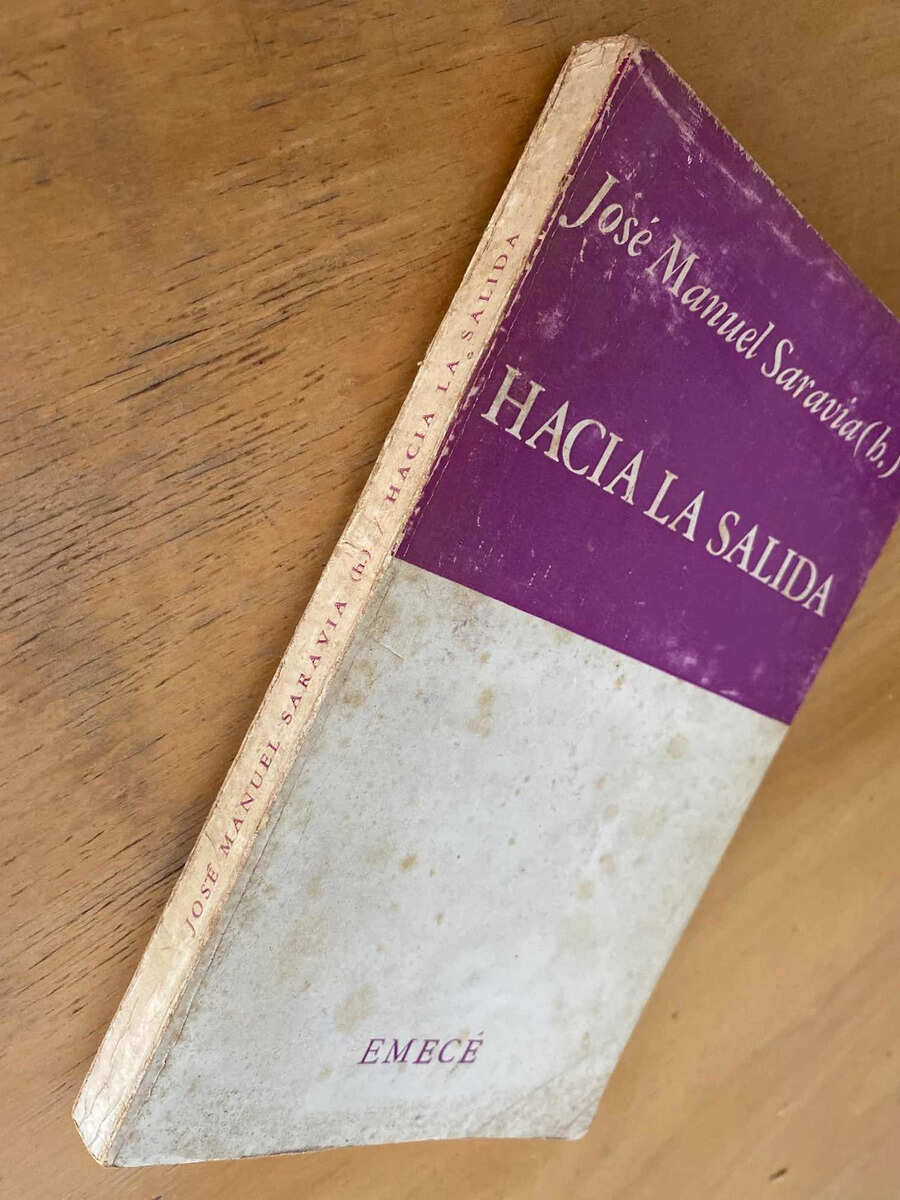 José Manuel Saravia (h.)
HACIA LA SALIDA
EMECÉ
JOSÉ MANUEL SARAVIA (h.) / HACIA LA SALIDA